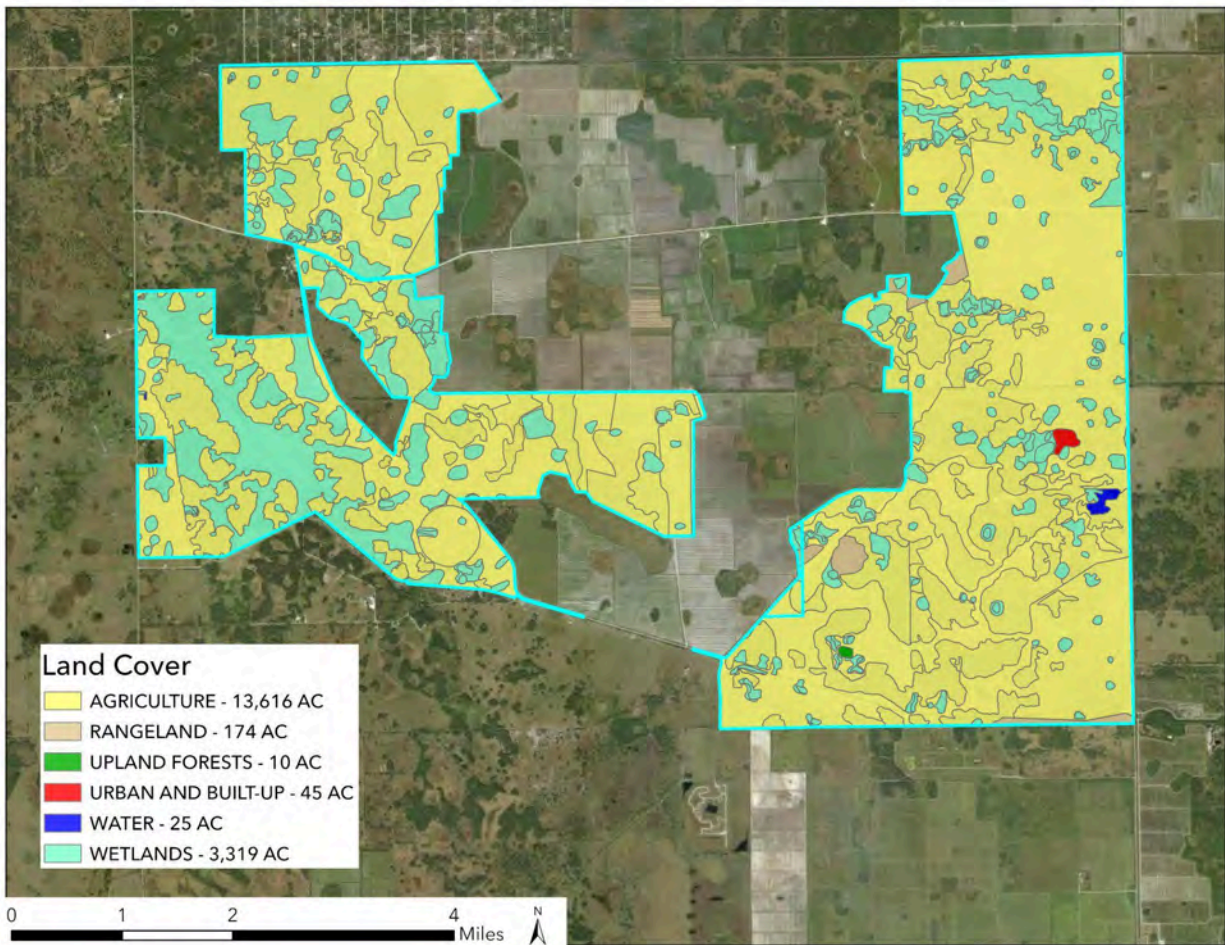 Land Cover
AGRICULTURE - 13,616 AC
RANGELAND - 174 AC
UPLAND FORESTS - 10 AC
URBAN AND BUILT-UP - 45 AC
WATER - 25 AC
WETLANDS - 3,319 AC
0 1 2 4
Miles
N